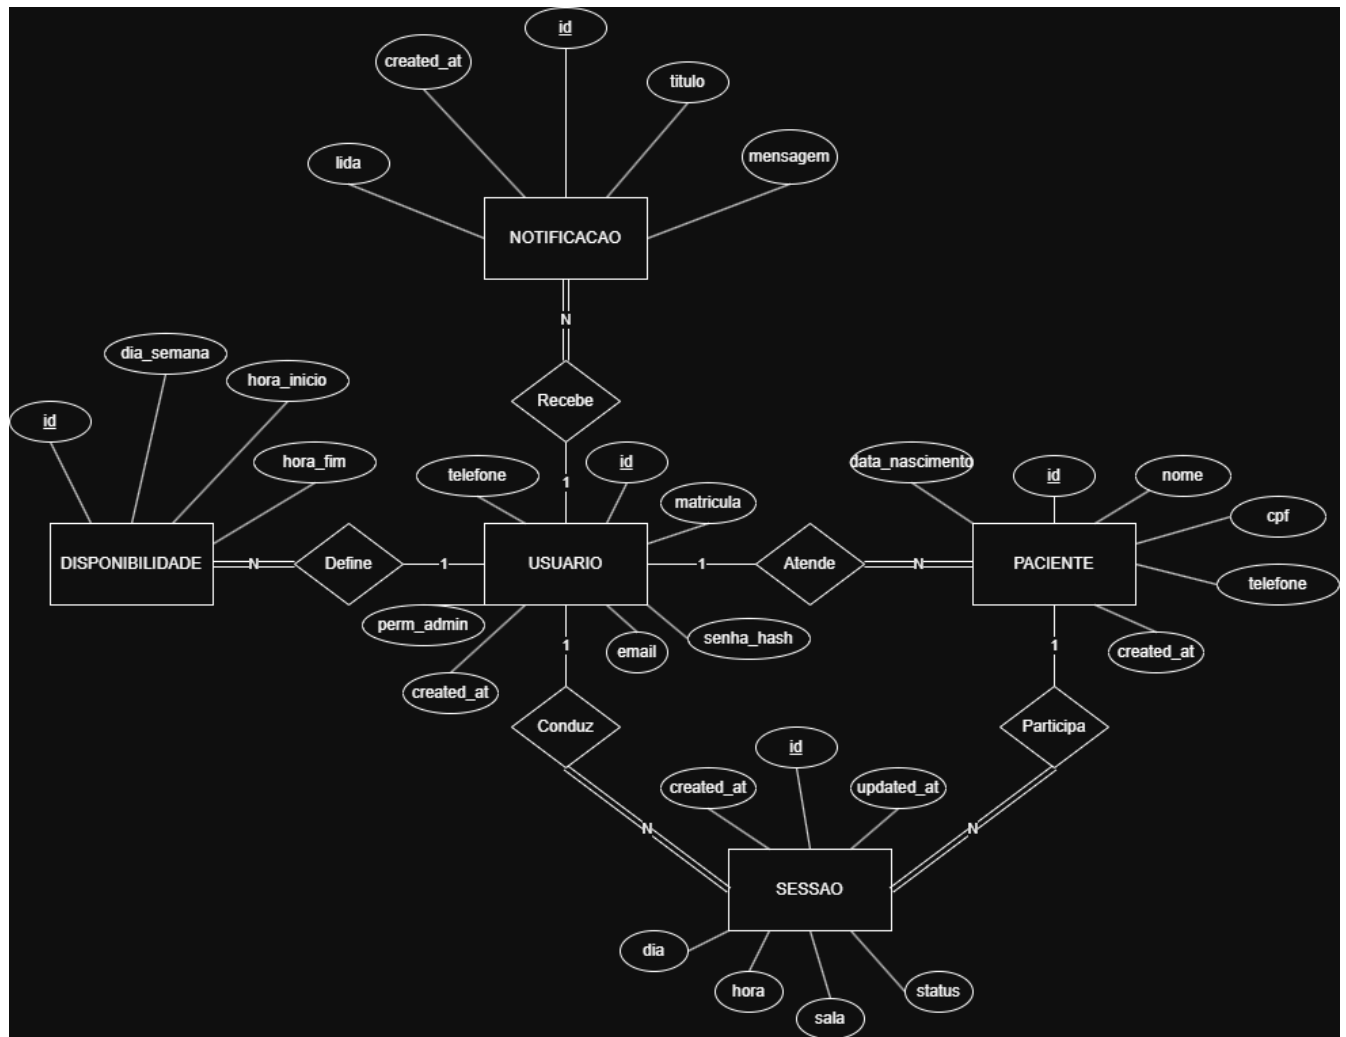 id
created_at
titulo
mensagem
lida
NOTIFICACAO
N
dia_semana
hora_inicio
Recebe
id
hora_fim
telefone
id
1
matricula
data_nascimento
id
nome
cpf
DISPONIBILIDADE
N
Define
1
USUARIO
1
Atende
N
PACIENTE
telefone
perm_admin
1
email
senha_hash
1
created_at
created_at
Conduz
Participa
id
created_at
updated_at
N
N
SESSAO
dia
hora
status
sala